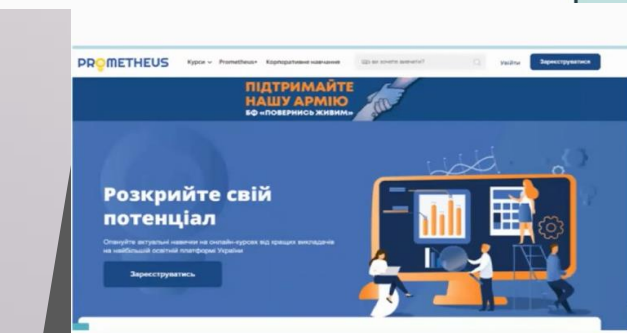 PROMETHEUS
Курси Prometheus+ Корпоративне навчання Що ви хочете вивчити? Увійти Зареєструватися
ПІДТРИМАЙТЕ
НАШУ АРМІЮ
БФ «ПОВЕРНИСЬ ЖИВИМ»
Розкрийте свій
потенціал
Опануйте актуальні навички на онлайн-курсах від кращих викладачів
на найбільшій освітній платформі України
Зареєструватись